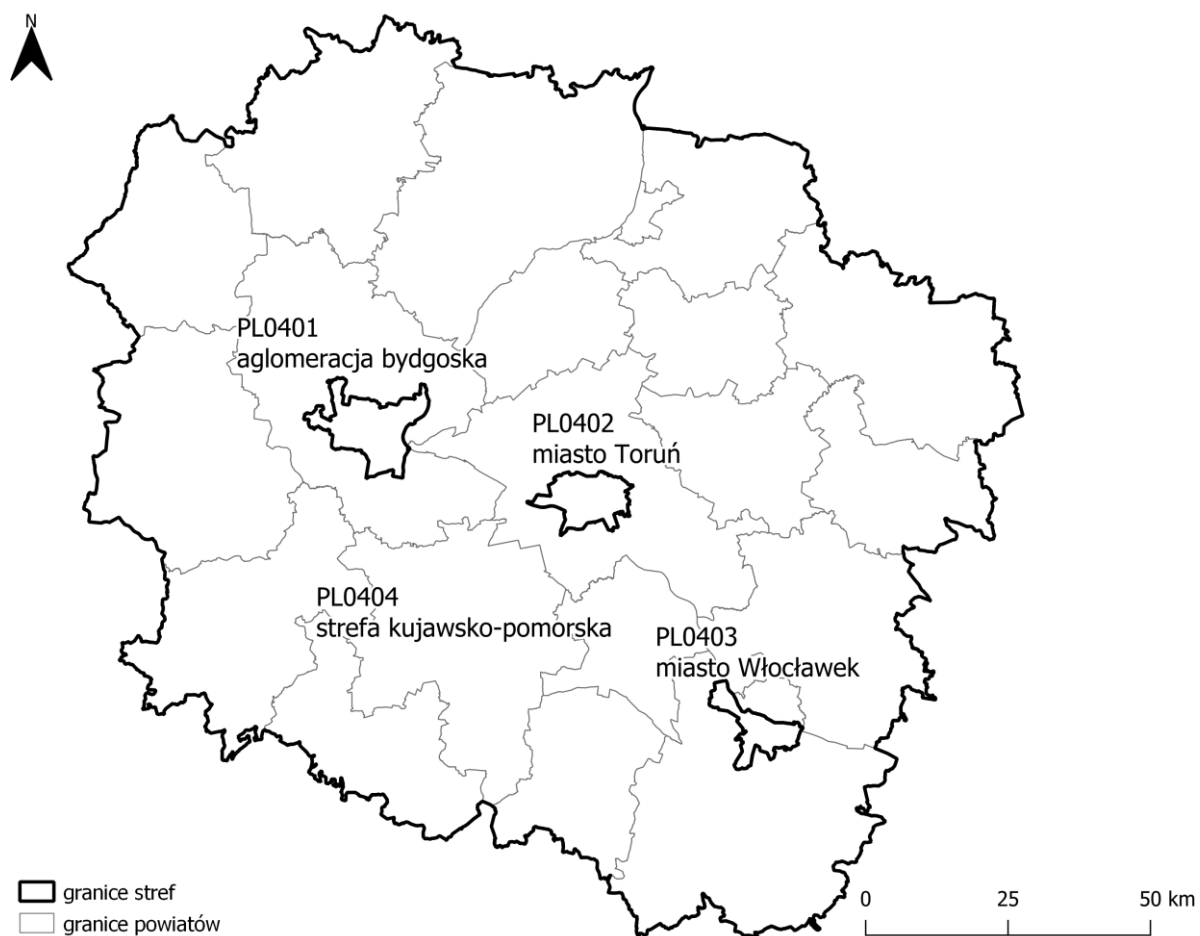 N
PL0401
aglomeracja bydgoska
PL0402
miasto Toruń
PL0404
strefa kujawsko-pomorska
PL0403
miasto Włocławek
granice stref
granice powiatów
0 25 50 km